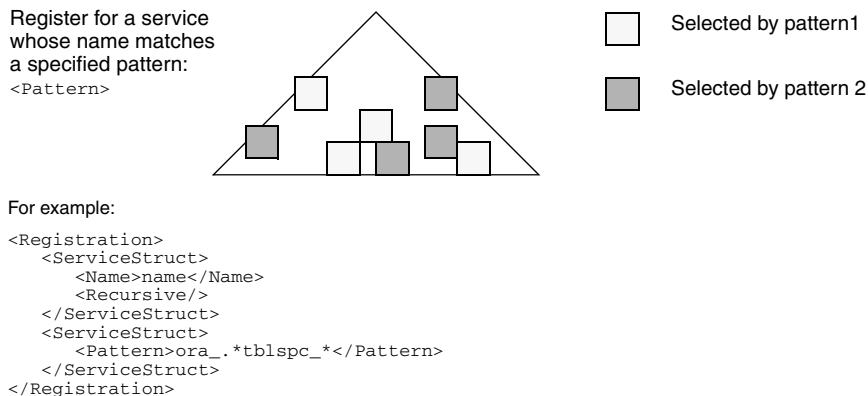 Register for a service
whose name matches
a specified pattern:
<Pattern>
Selected by pattern1
Selected by pattern 2
For example:
<Registration>
   <ServiceStruct>
      <Name>name</Name>
      <Recursive/>
   </ServiceStruct>
   <ServiceStruct>
      <Pattern>ora_.*tblspc_*</Pattern>
   </ServiceStruct>
</Registration>